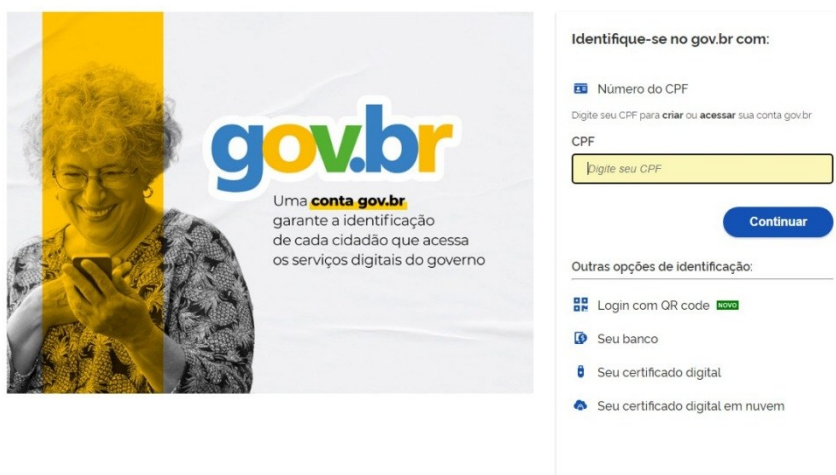 gov.br
Uma conta gov.br
garante a identificação
de cada cidadão que acessa
os serviços digitais do governo
Identifique-se no gov.br com:
Número do CPF
Digite seu CPF para criar ou acessar sua conta gov.br
CPF
Digite seu CPF
Continuar
Outras opções de identificação:
Login com QR code NOVO
Seu banco
Seu certificado digital
Seu certificado digital em nuvem